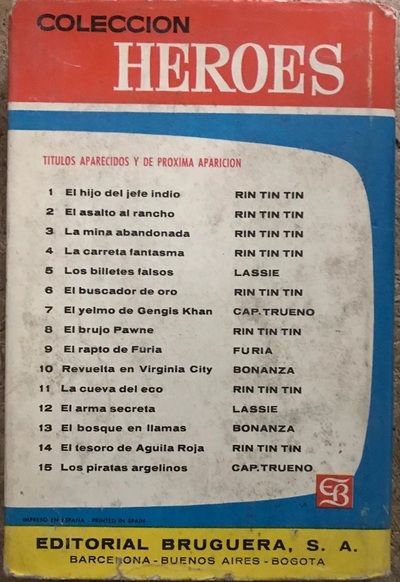 COLECCION
HEROES
TITULOS APARECIDOS Y DE PROXIMA APARICION
1 El hijo del jefe indio RIN TIN TIN
2 El asalto al rancho RIN TIN TIN
3 La mina abandonada RIN TIN TIN
4 La carreta fantasma RIN TIN TIN
5 Los billetes falsos LASSIE
6 El buscador de oro RIN TIN TIN
7 El yelmo de Gengis Khan CAP. TRUENO
8 El brujo Pawne RIN TIN TIN
9 El rapto de Furia FURIA
10 Revuelta en Virginia City BONANZA
11 La cueva del eco RIN TIN TIN
12 El arma secreta LASSIE
13 El bosque en llamas BONANZA
14 El tesoro de Aguila Roja RIN TIN TIN
15 Los piratas argelinos CAP. TRUENO
EB
IMPRESO EN ESPAÑA - PRINTED IN SPAIN
EDITORIAL BRUGUERA, S. A.
BARCELONA - BUENOS AIRES - BOGOTA